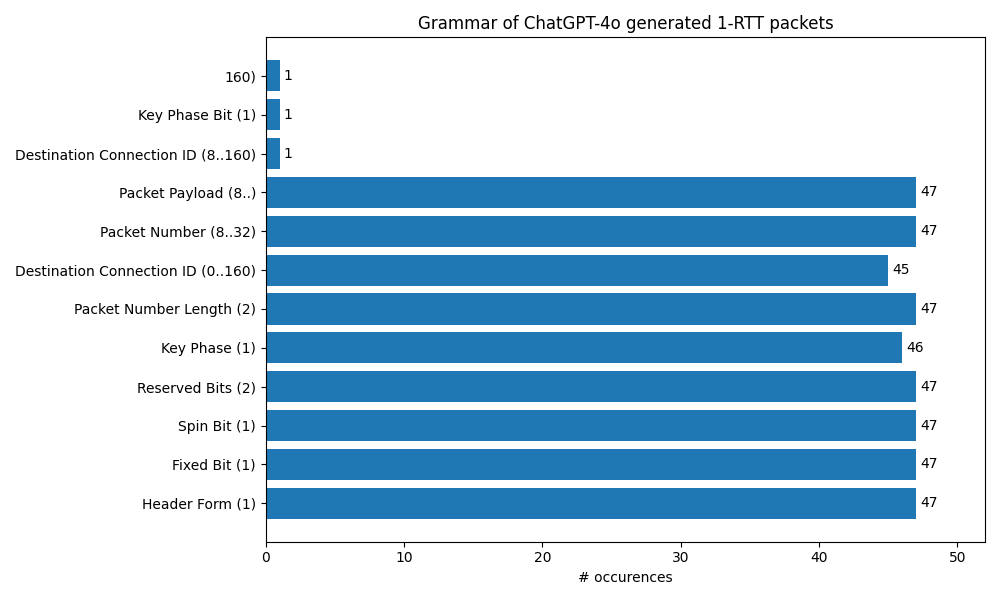 Grammar of ChatGPT-4o generated 1-RTT packets
160) 1
Key Phase Bit (1) 1
Destination Connection ID (8..160) 1
Packet Payload (8..) 47
Packet Number (8..32) 47
Destination Connection ID (0..160) 45
Packet Number Length (2) 47
Key Phase (1) 46
Reserved Bits (2) 47
Spin Bit (1) 47
Fixed Bit (1) 47
Header Form (1) 47
0 10 20 30 40 50
# occurences